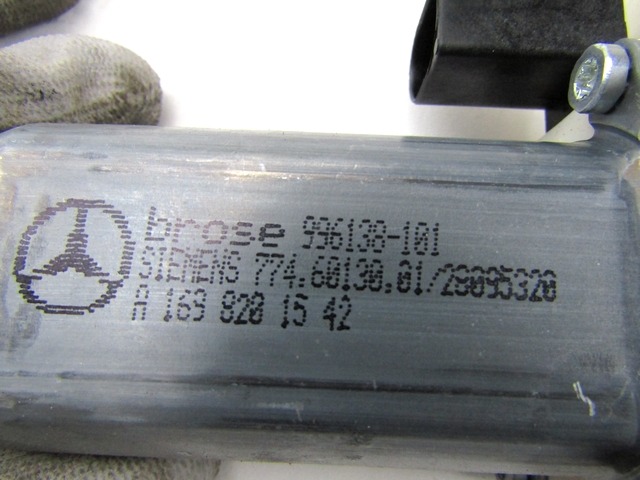 brose 996138-101
SIEMENS 774.60130.01/28095320
A 169 820 15 42